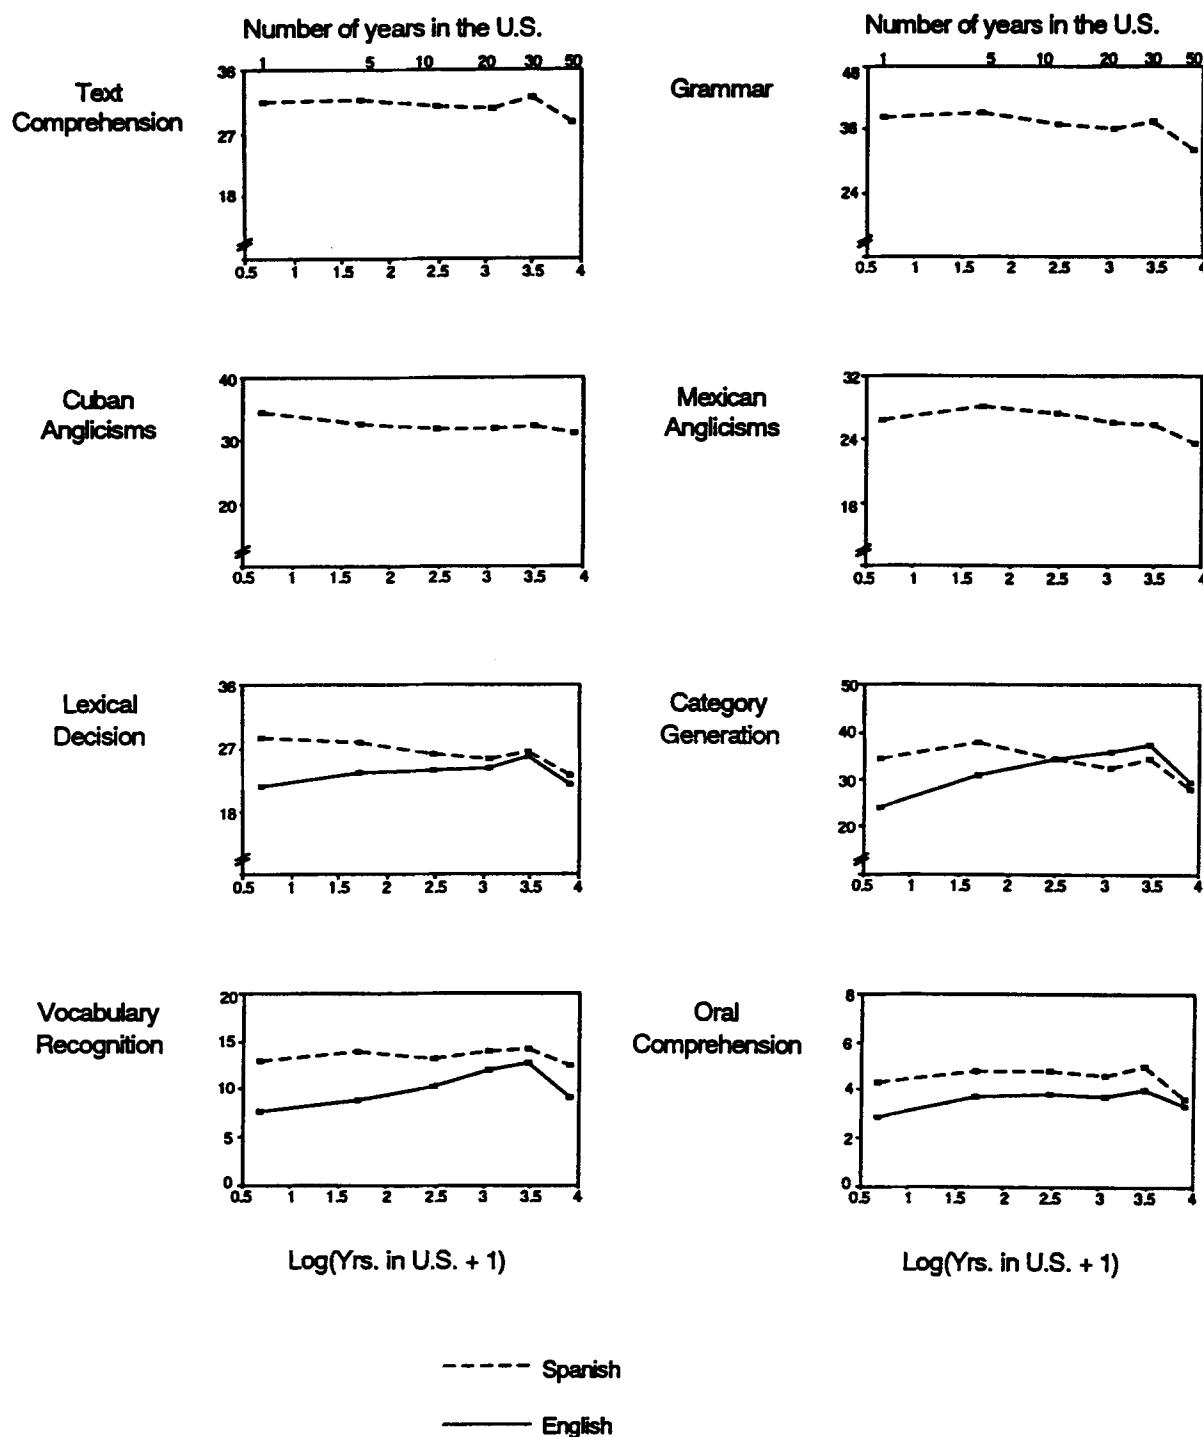 Number of years in the U.S.
1 5 10 20 30 50
Text
Comprehension
36
27
18
0.5 1 1.5 2 2.5 3 3.5 4
Number of years in the U.S.
1 5 10 20 30 50
Grammar
48
36
24
0.5 1 1.5 2 2.5 3 3.5 4
Cuban
Anglicisms
40
30
20
0.5 1 1.5 2 2.5 3 3.5 4
Mexican
Anglicisms
32
24
18
0.5 1 1.5 2 2.5 3 3.5 4
Lexical
Decision
36
27
18
0.5 1 1.5 2 2.5 3 3.5 4
Category
Generation
50
40
30
20
0.5 1 1.5 2 2.5 3 3.5 4
Vocabulary
Recognition
20
15
10
5
0
0.5 1 1.5 2 2.5 3 3.5 4
Log(Yrs. in U.S. + 1)
Oral
Comprehension
8
6
4
2
0
0.5 1 1.5 2 2.5 3 3.5 4
Log(Yrs. in U.S. + 1)
Spanish
English